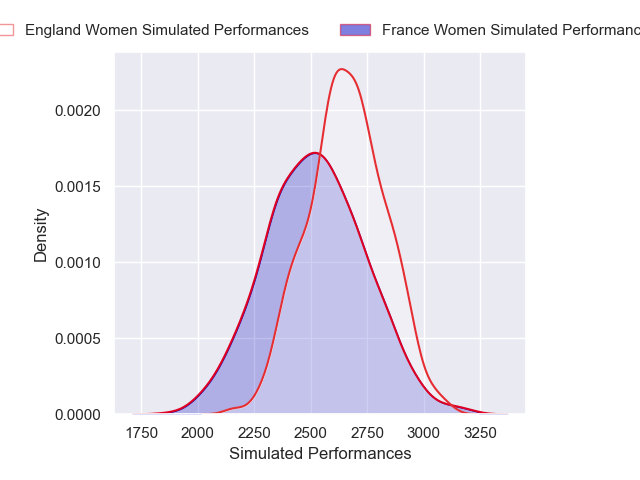 England Women Simulated Performances
France Women Simulated Performanc
0.0020
0.0015
0.0010
0.0005
0.0000
Density
1750 2000 2250 2500 2750 3000 3250
Simulated Performances